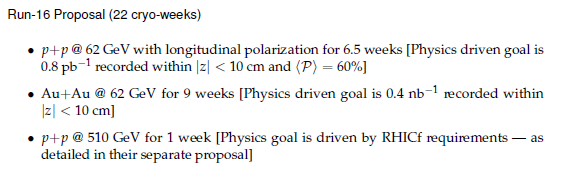 Run-16 Proposal (22 cryo-weeks)
• p+p @ 62 GeV with longitudinal polarization for 6.5 weeks [Physics driven goal is
0.8 pb⁻¹ recorded within |z| < 10 cm and ⟨P⟩ = 60%]
• Au+Au @ 62 GeV for 9 weeks [Physics driven goal is 0.4 nb⁻¹ recorded within
|z| < 10 cm]
• p+p @ 510 GeV for 1 week [Physics goal is driven by RHICf requirements — as
detailed in their separate proposal]